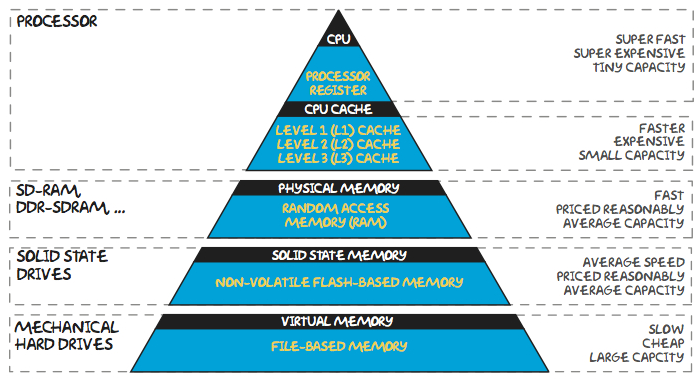 PROCESSOR
CPU
PROCESSOR
REGISTER
SUPER FAST
SUPER EXPENSIVE
TINY CAPACITY
CPU CACHE
LEVEL 1 (L1) CACHE
LEVEL 2 (L2) CACHE
LEVEL 3 (L3) CACHE
FASTER
EXPENSIVE
SMALL CAPACITY
SD-RAM,
DDR-SDRAM, ...
PHYSICAL MEMORY
RANDOM ACCESS
MEMORY (RAM)
FAST
PRICED REASONABLY
AVERAGE CAPACITY
SOLID STATE
DRIVES
SOLID STATE MEMORY
NON-VOLATILE FLASH-BASED MEMORY
AVERAGE SPEED
PRICED REASONABLY
AVERAGE CAPACITY
MECHANICAL
HARD DRIVES
VIRTUAL MEMORY
FILE-BASED MEMORY
SLOW
CHEAP
LARGE CAPCITY